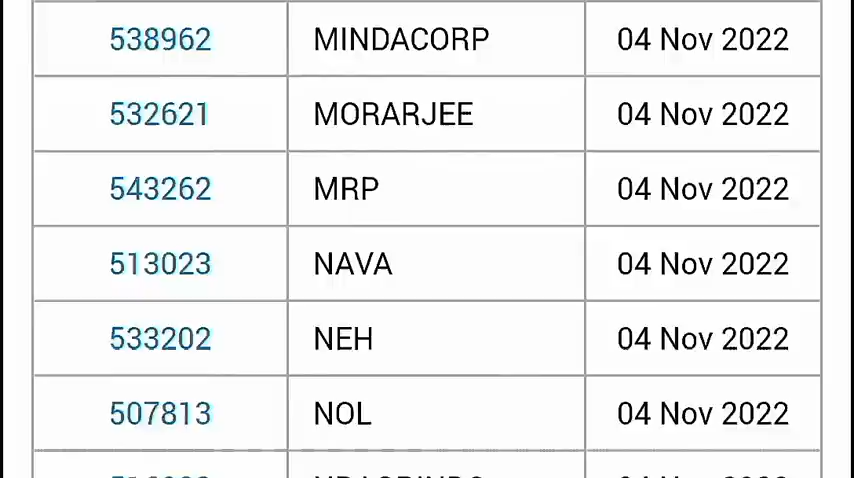 538962 MINDACORP 04 Nov 2022
532621 MORARJEE 04 Nov 2022
543262 MRP 04 Nov 2022
513023 NAVA 04 Nov 2022
533202 NEH 04 Nov 2022
507813 NOL 04 Nov 2022